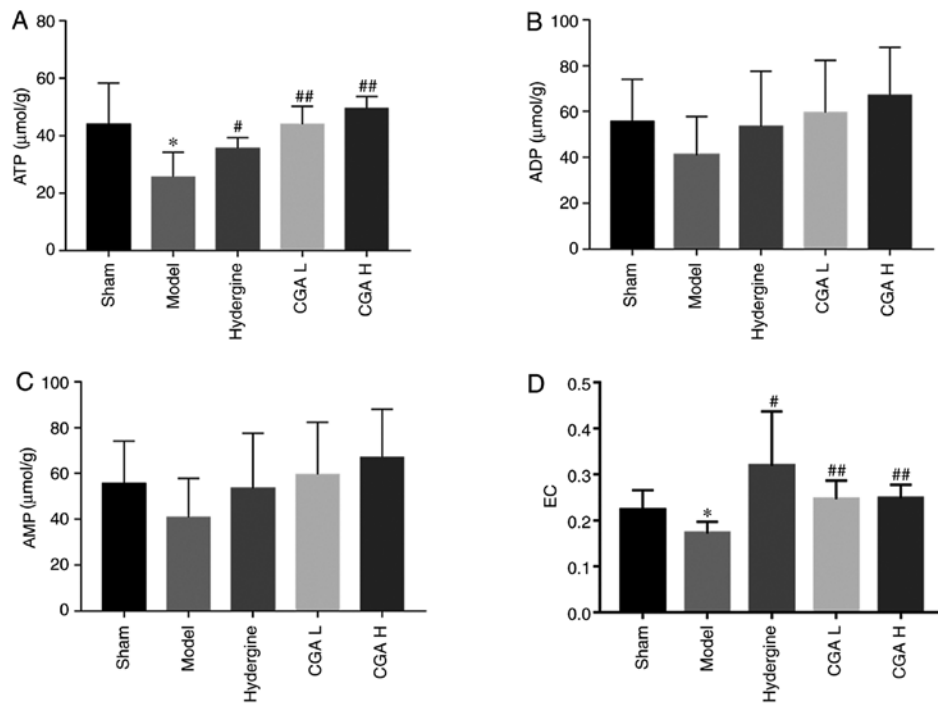 A
ATP (μmol/g)
80
60
40
20
0
*
#
##
##
Sham
Model
Hydergine
CGA L
CGA H
B
ADP (μmol/g)
100
80
60
40
20
0
Sham
Model
Hydergine
CGA L
CGA H
C
AMP (μmol/g)
100
80
60
40
20
0
Sham
Model
Hydergine
CGA L
CGA H
D
EC
0.5
0.4
0.3
0.2
0.1
0.0
*
#
##
##
Sham
Model
Hydergine
CGA L
CGA H